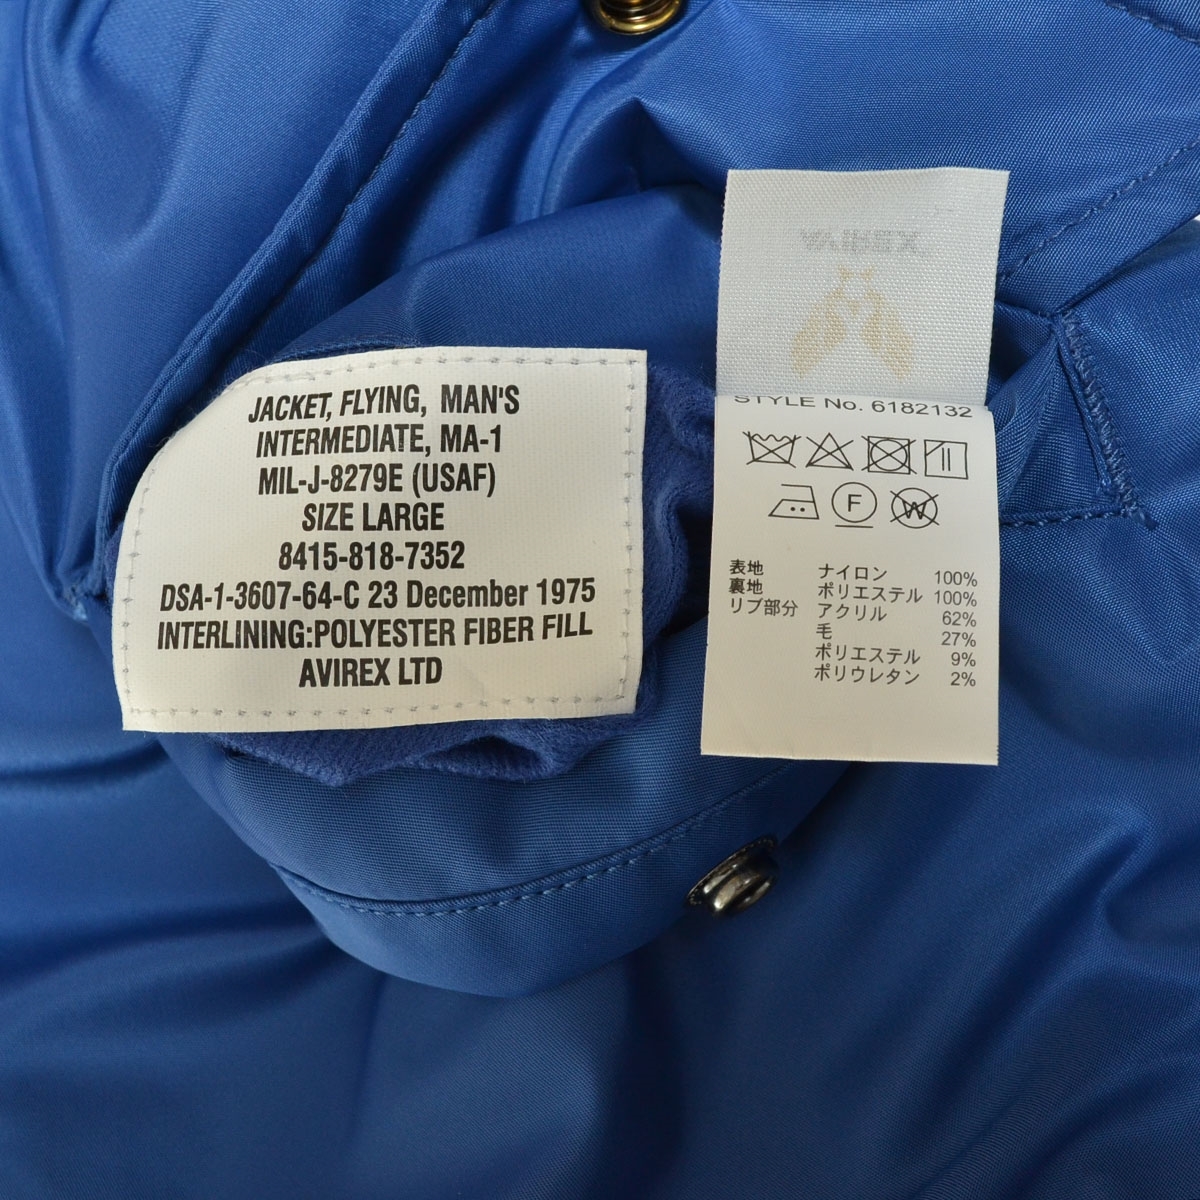 JACKET, FLYING, MAN'S
INTERMEDIATE, MA-1
MIL-J-8279E (USAF)
SIZE LARGE
8415-818-7352
DSA-1-3607-64-C 23 December 1975
INTERLINING:POLYESTER FIBER FILL
AVIREX LTD
STYLE No. 6182132
F
W
表地 ナイロン 100%
裏地 ポリエステル 100%
リブ部分 アクリル 62%
毛 27%
ポリエステル 9%
ポリウレタン 2%